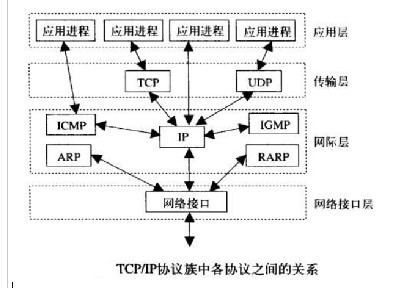 应用进程 应用进程 应用进程 应用进程 应用层
TCP UDP 传输层
ICMP IP IGMP 网际层
ARP RARP
网络接口 网络接口层
TCP/IP协议族中各协议之间的关系